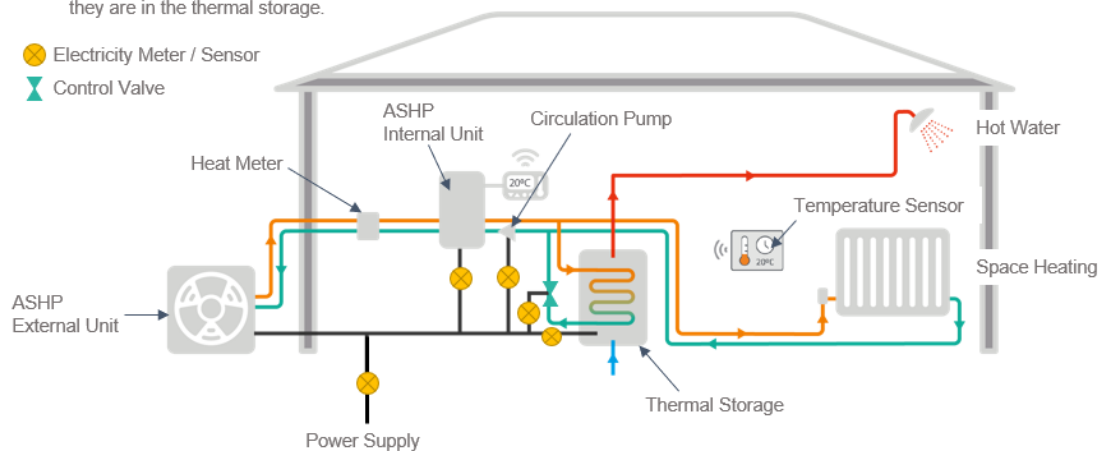 they are in the thermal storage.
Electricity Meter / Sensor
Control Valve
ASHP
Internal Unit
Circulation Pump
Hot Water
Heat Meter
20ºC
Temperature Sensor
20ºC
Space Heating
ASHP
External Unit
Thermal Storage
Power Supply